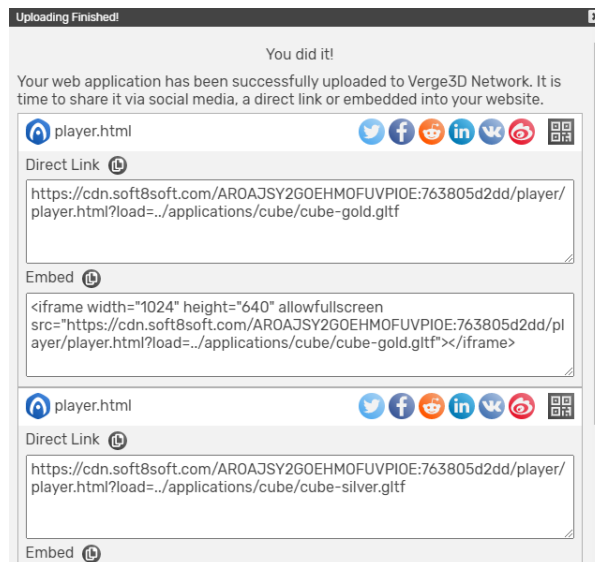 Uploading Finished!
You did it!
Your web application has been successfully uploaded to Verge3D Network. It is
time to share it via social media, a direct link or embedded into your website.
player.html
Direct Link
https://cdn.soft8soft.com/AROAJSY2GOEHMOFUVPIOE:763805d2dd/player/
player.html?load=../applications/cube/cube-gold.gltf
Embed
<iframe width="1024" height="640" allowfullscreen
src="https://cdn.soft8soft.com/AROAJSY2GOEHMOFUVPIOE:763805d2dd/pl
ayer/player.html?load=../applications/cube/cube-gold.gltf"></iframe>
player.html
Direct Link
https://cdn.soft8soft.com/AROAJSY2GOEHMOFUVPIOE:763805d2dd/player/
player.html?load=../applications/cube/cube-silver.gltf
Embed